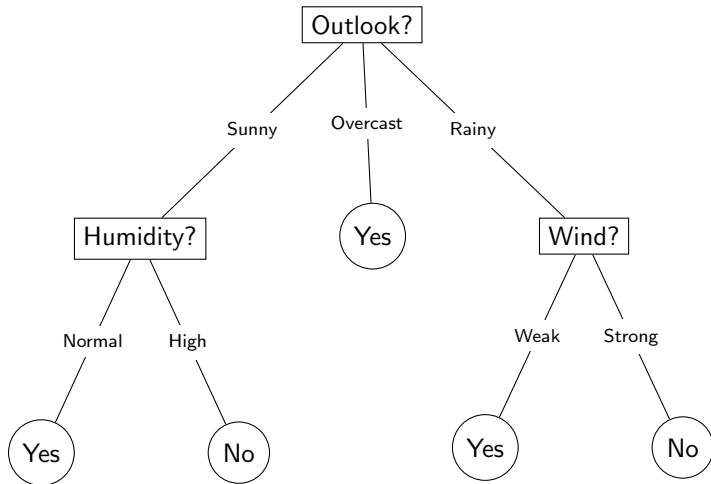 Outlook?
Sunny
Overcast
Rainy
Humidity?
Yes
Wind?
Normal
High
Weak
Strong
Yes
No
Yes
No